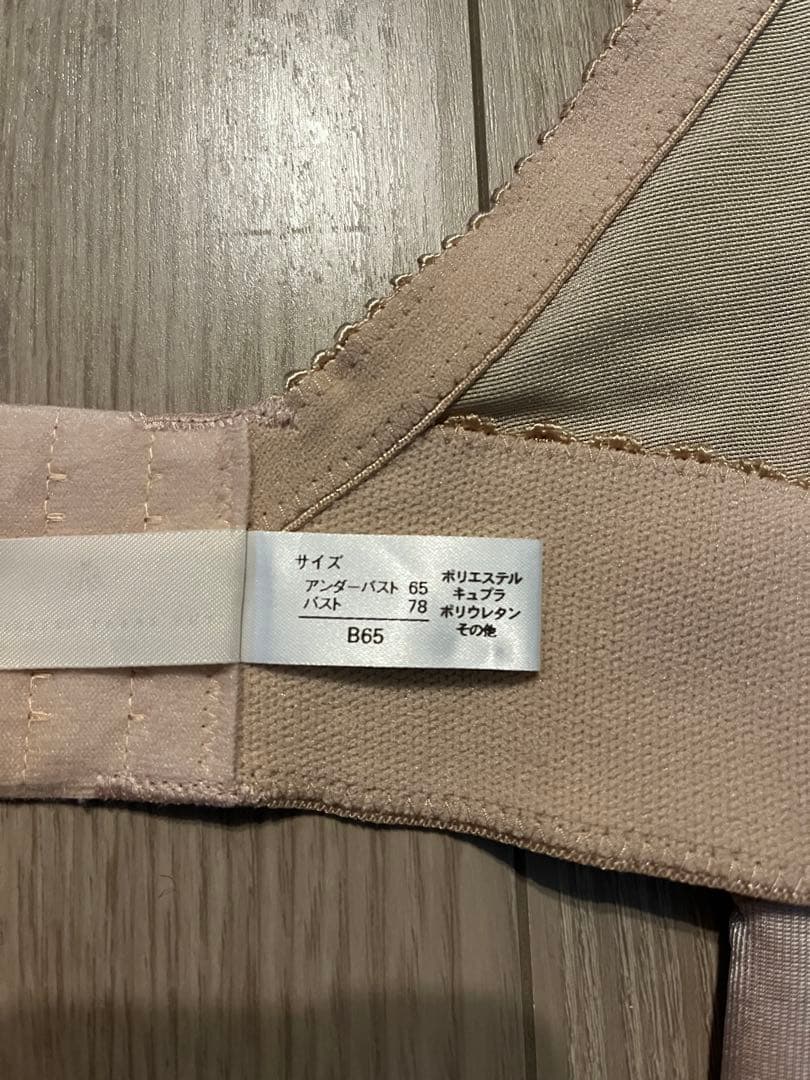 サイズ
アンダーバスト 65
バスト 78
B65
ポリエステル
キュプラ
ポリウレタン
その他